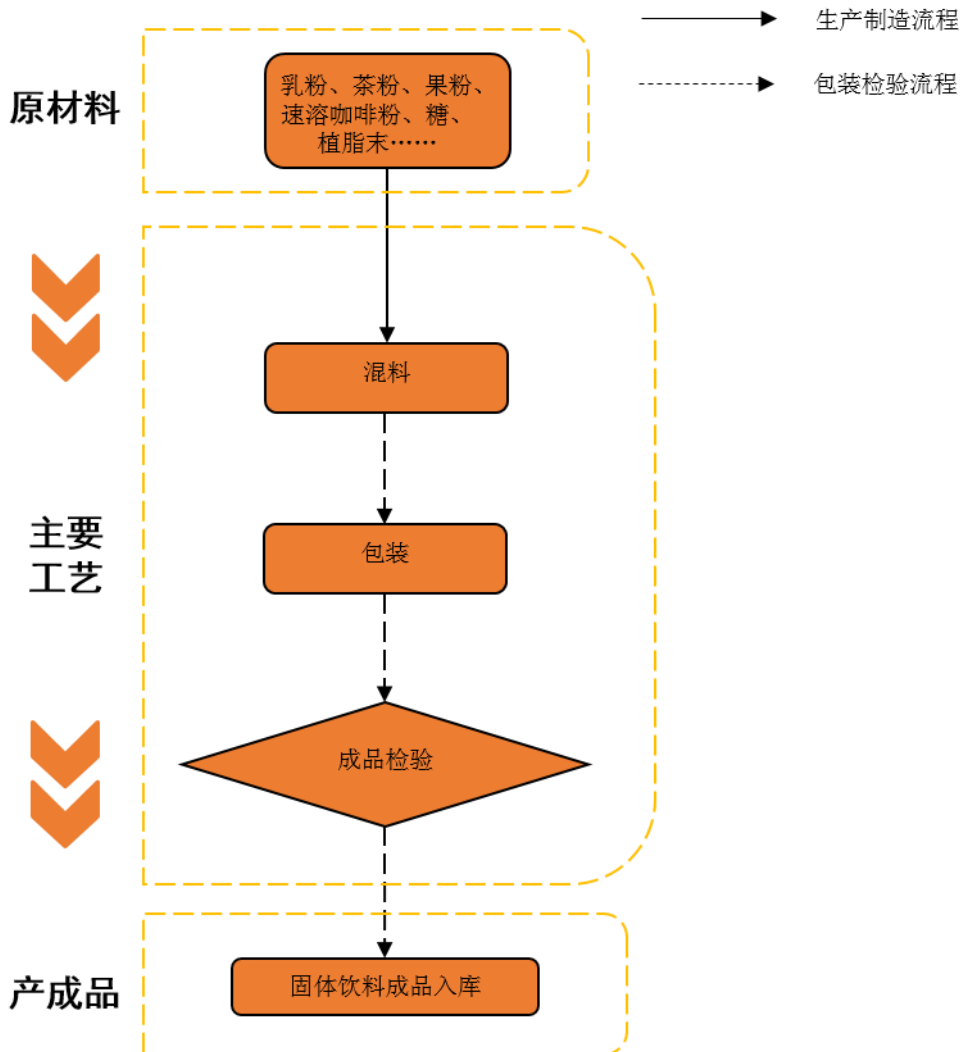 生产制造流程
包装检验流程
原材料
乳粉、茶粉、果粉、
速溶咖啡粉、糖、
植脂末……
混料
主要
工艺
包装
成品检验
产成品
固体饮料成品入库